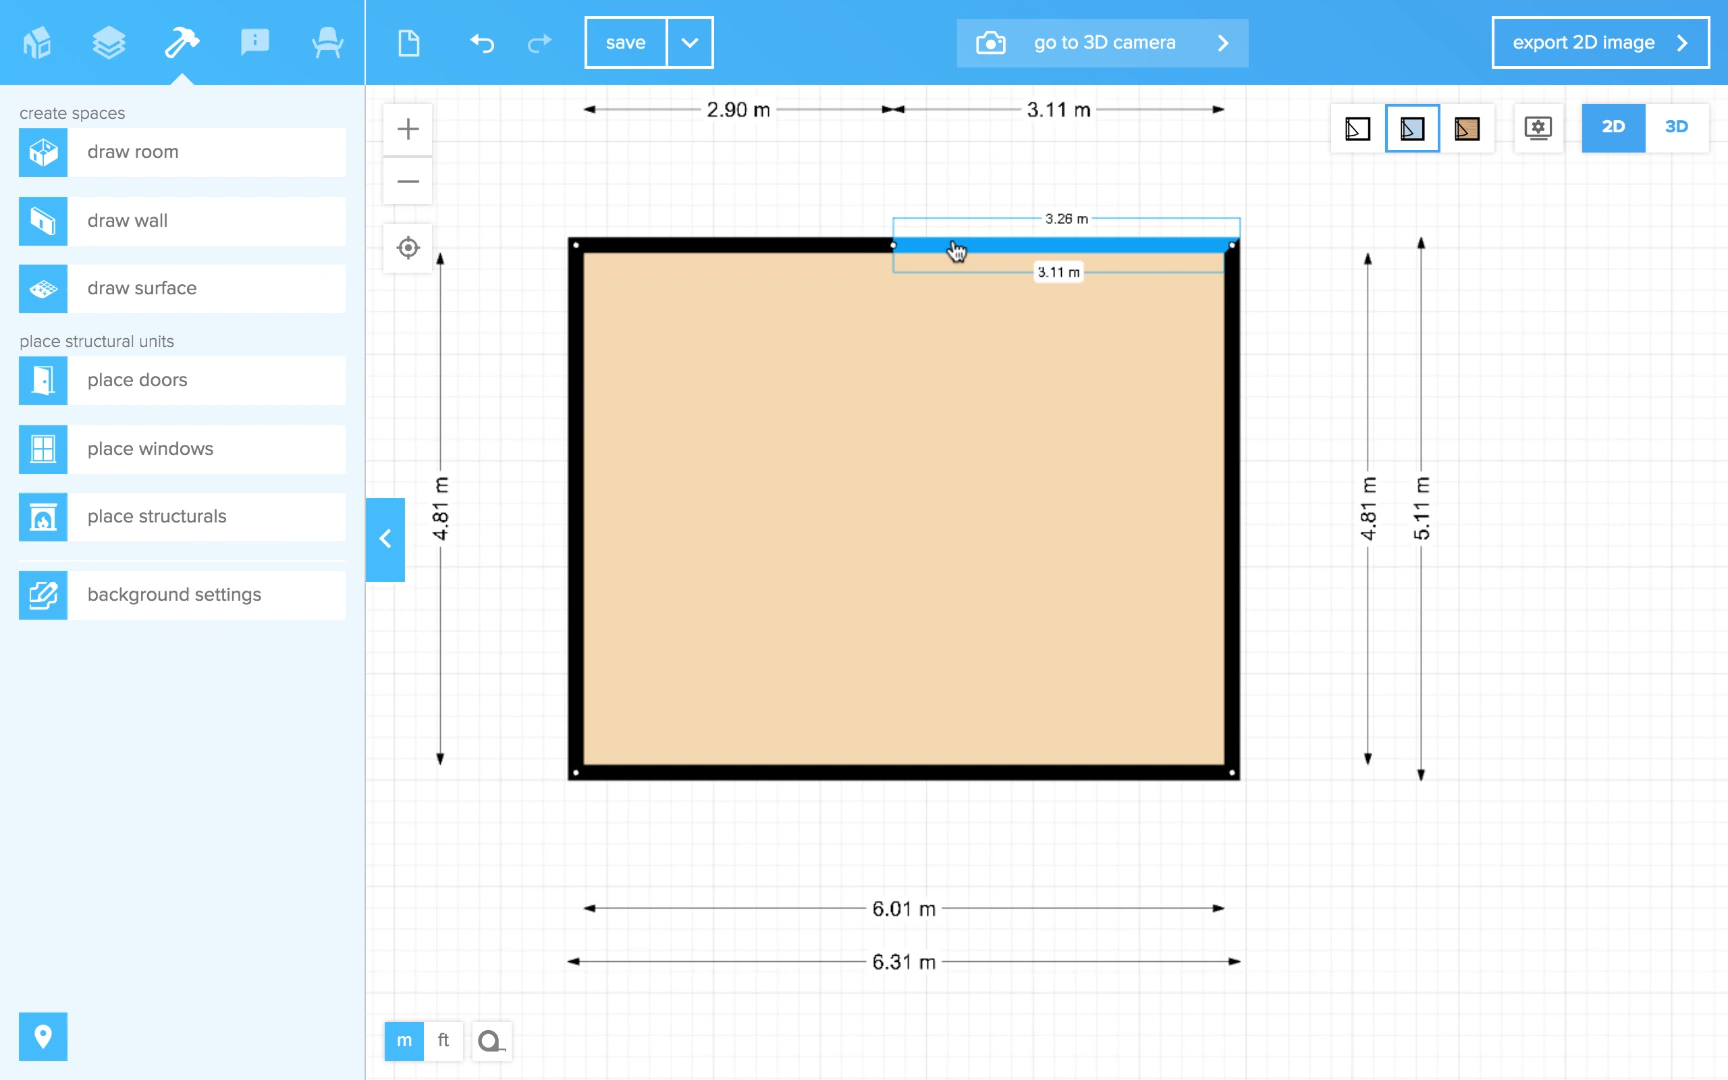 save
go to 3D camera
export 2D image
create spaces
draw room
draw wall
draw surface
place structural units
place doors
place windows
place structurals
background settings
2.90 m
3.11 m
2D
3D
3.26 m
3.11 m
4.81 m
4.81 m
5.11 m
6.01 m
6.31 m
m
ft